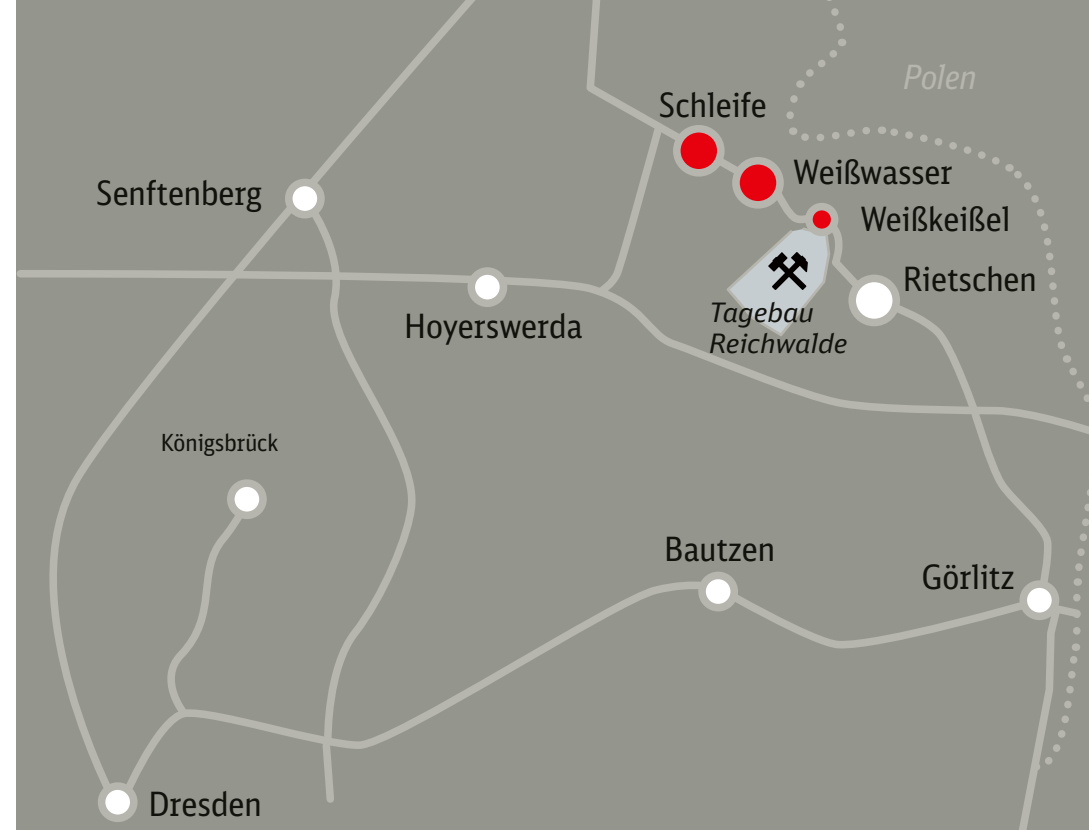 Polen
Schleife
Weißwasser
Senftenberg
Weißkeißel
Rietschen
Tagebau
Reichwalde
Hoyerswerda
Königsbrück
Bautzen
Görlitz
Dresden